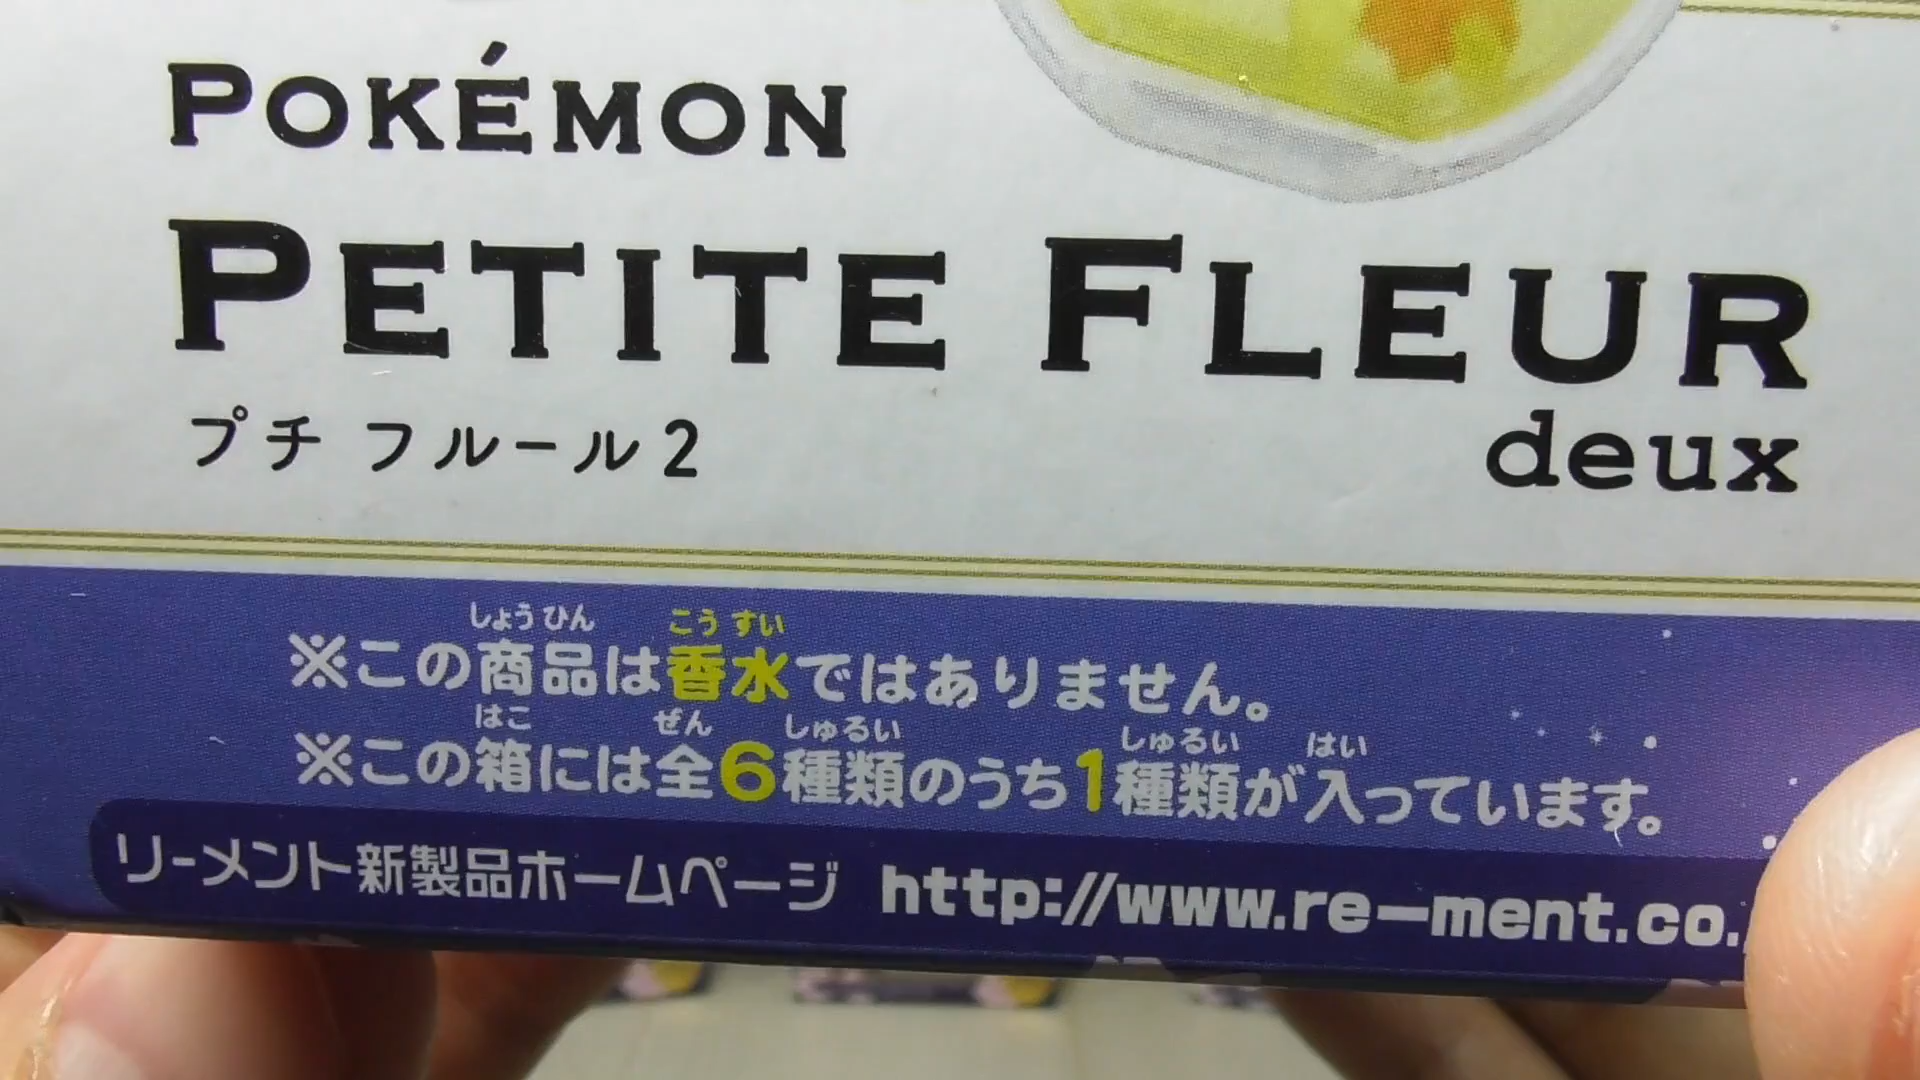 POKÉMON
PETITE FLEUR
deux
プチ フルール2
しょうひん こうすい
※この商品は香水ではありません。
はこ ぜん しゅるい しゅるい はい
※この箱には全6種類のうち1種類が入っています。
リーメント新製品ホームページ http://www.re-ment.co.